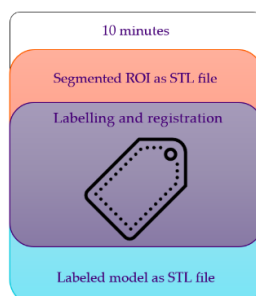 10 minutes
Segmented ROI as STL file
Labelling and registration
Labeled model as STL file